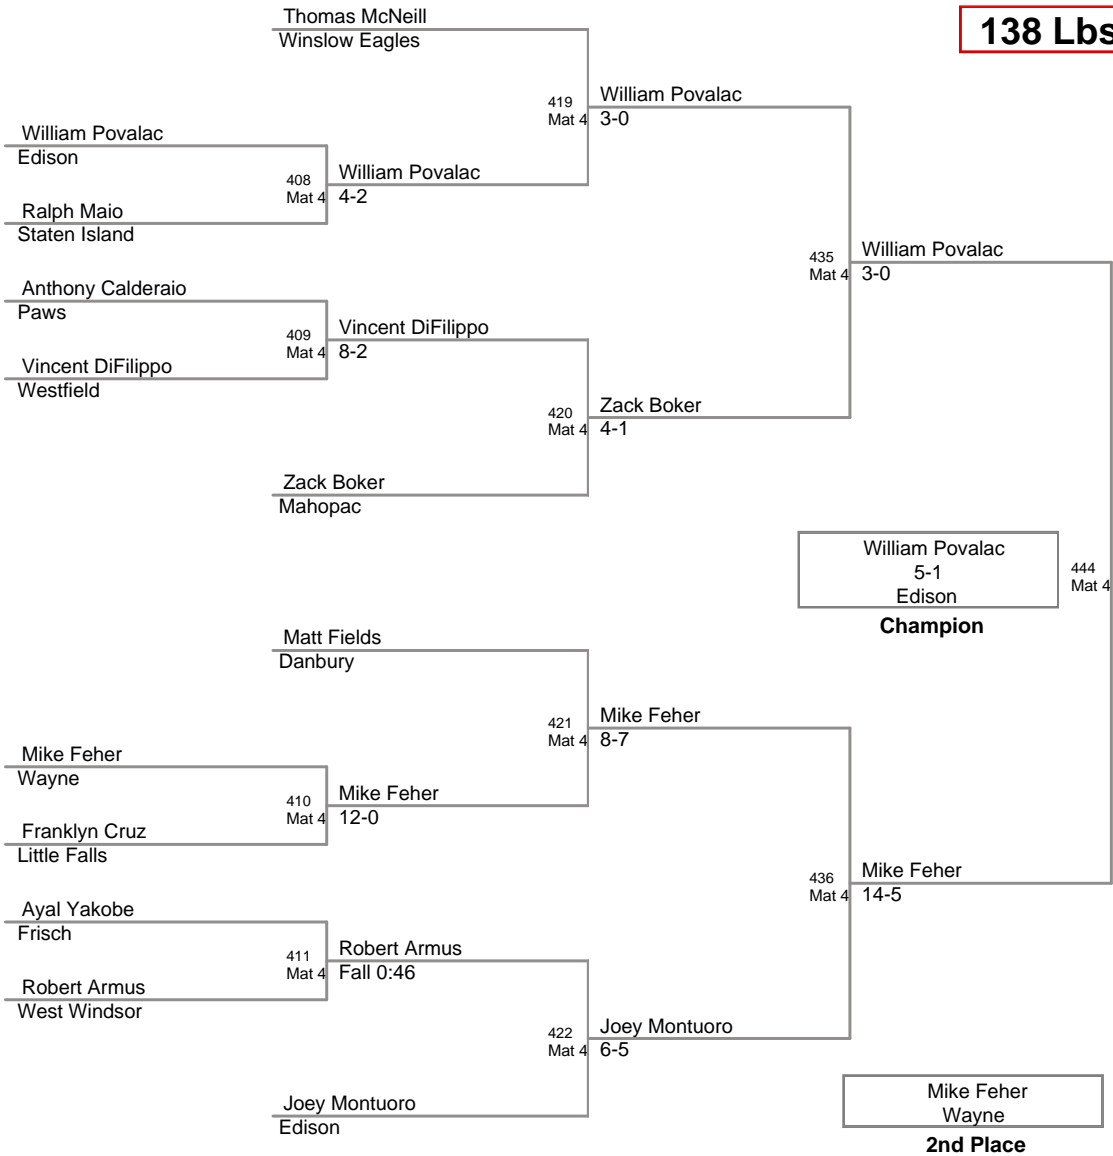 138 Lbs
Thomas McNeill
Winslow Eagles
419
Mat 4
William Povalac
3-0
William Povalac
Edison
408
Mat 4
William Povalac
4-2
Ralph Maio
Staten Island
435
Mat 4
William Povalac
3-0
Anthony Calderaio
Paws
409
Mat 4
Vincent DiFilippo
8-2
Vincent DiFilippo
Westfield
420
Mat 4
Zack Boker
4-1
Zack Boker
Mahopac
William Povalac
5-1
Edison
Champion
444
Mat 4
Matt Fields
Danbury
421
Mat 4
Mike Feher
8-7
Mike Feher
Wayne
410
Mat 4
Mike Feher
12-0
Franklyn Cruz
Little Falls
436
Mat 4
Mike Feher
14-5
Ayal Yakobe
Frisch
411
Mat 4
Robert Armus
Fall 0:46
Robert Armus
West Windsor
422
Mat 4
Joey Montuoro
6-5
Joey Montuoro
Edison
Mike Feher
Wayne
2nd Place